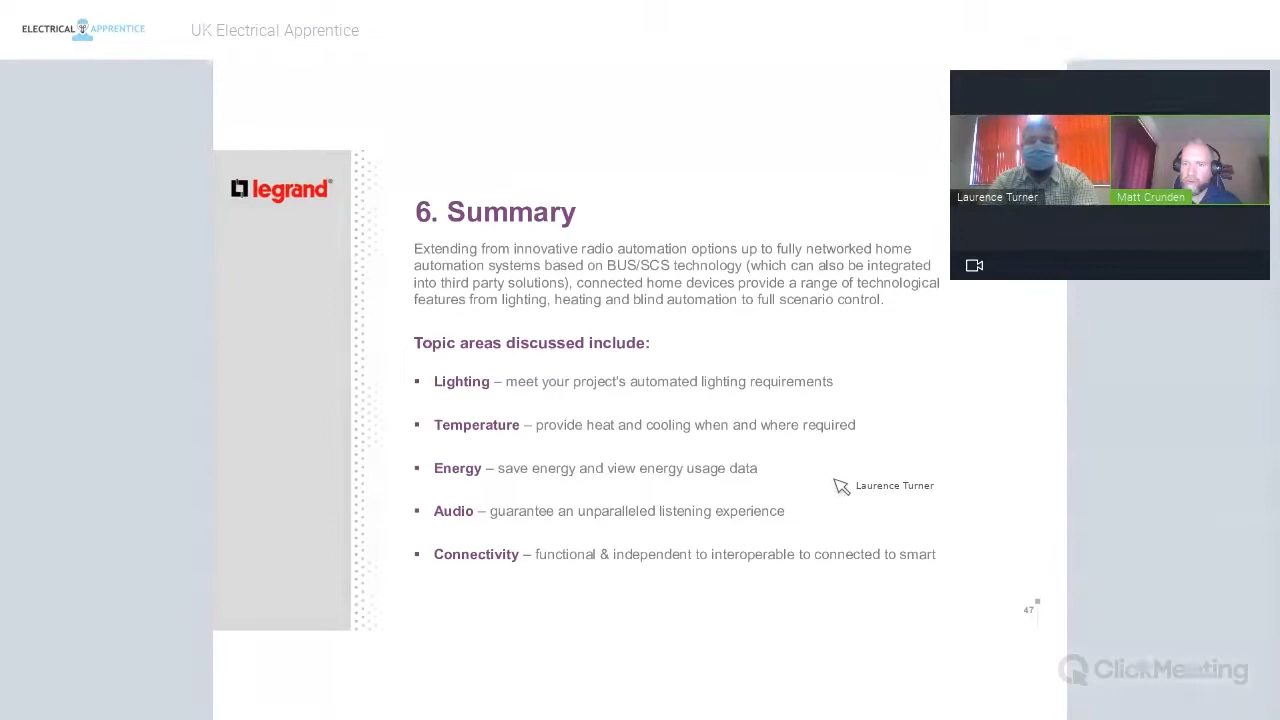 ELECTRICAL APPRENTICE
UK Electrical Apprentice
legrand
Laurence Turner
Matt Crunden
6. Summary
Extending from innovative radio automation options up to fully networked home
automation systems based on BUS/SCS technology (which can also be integrated
into third party solutions), connected home devices provide a range of technological
features from lighting, heating and blind automation to full scenario control.
Topic areas discussed include:
▪ Lighting – meet your project's automated lighting requirements
▪ Temperature – provide heat and cooling when and where required
▪ Energy – save energy and view energy usage data
Laurence Turner
▪ Audio – guarantee an unparalleled listening experience
▪ Connectivity – functional & independent to interoperable to connected to smart
47
ClickMeeting